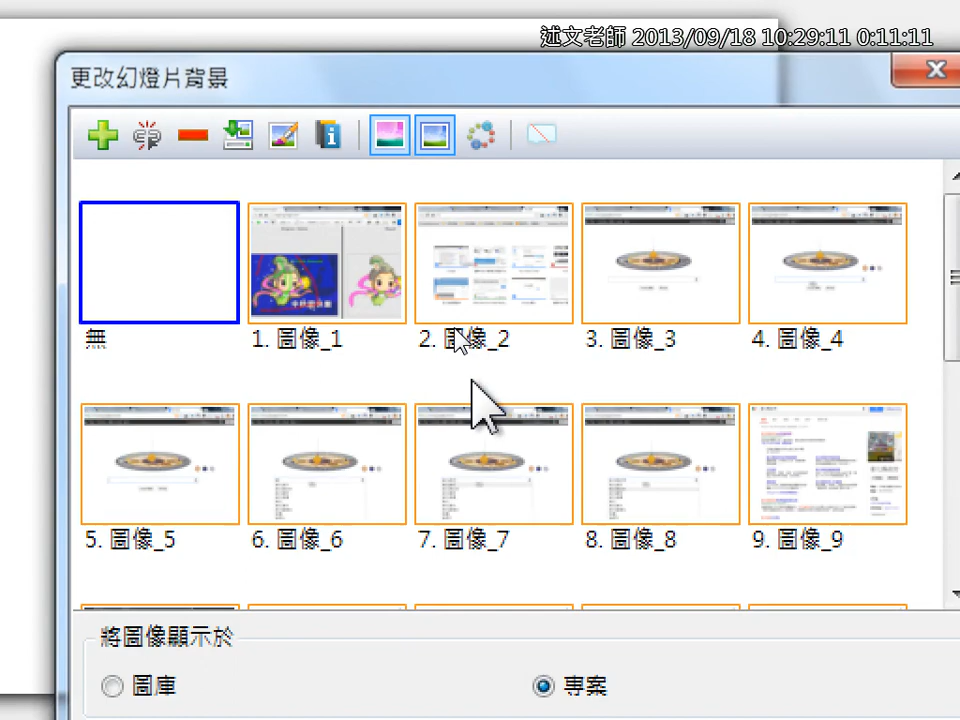 述文老師 2013/09/18 10:29:11 0:11:11
更改幻燈片背景
無
1. 圖像_1
2. 圖像_2
3. 圖像_3
4. 圖像_4
5. 圖像_5
6. 圖像_6
7. 圖像_7
8. 圖像_8
9. 圖像_9
將圖像顯示於
圖庫
專案